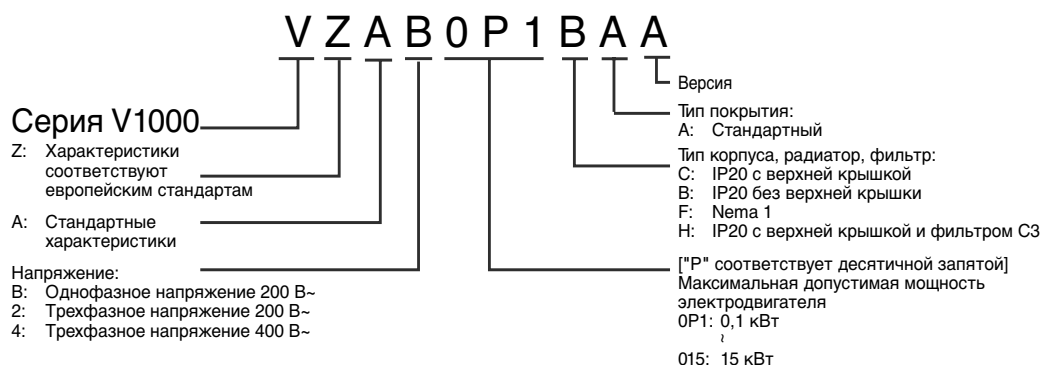 V Z A B 0 P 1 B A A
Серия V1000
Z: Характеристики
соответствуют
европейским стандартам
A: Стандартные
характеристики
Напряжение:
B: Однофазное напряжение 200 В~
2: Трехфазное напряжение 200 В~
4: Трехфазное напряжение 400 В~
Версия
Тип покрытия:
A: Стандартный
Тип корпуса, радиатор, фильтр:
C: IP20 с верхней крышкой
B: IP20 без верхней крышки
F: Nema 1
H: IP20 с верхней крышкой и фильтром C3
["P" соответствует десятичной запятой]
Максимальная допустимая мощность
электродвигателя
0P1: 0,1 кВт
~
015: 15 кВт